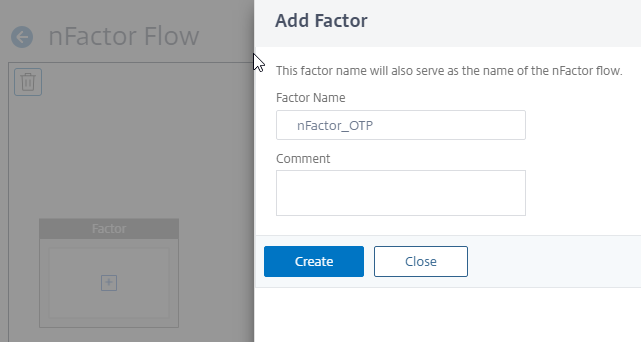 nFactor Flow
Factor
Add Factor
This factor name will also serve as the name of the nFactor flow.
Factor Name
nFactor_OTP
Comment
Create Close